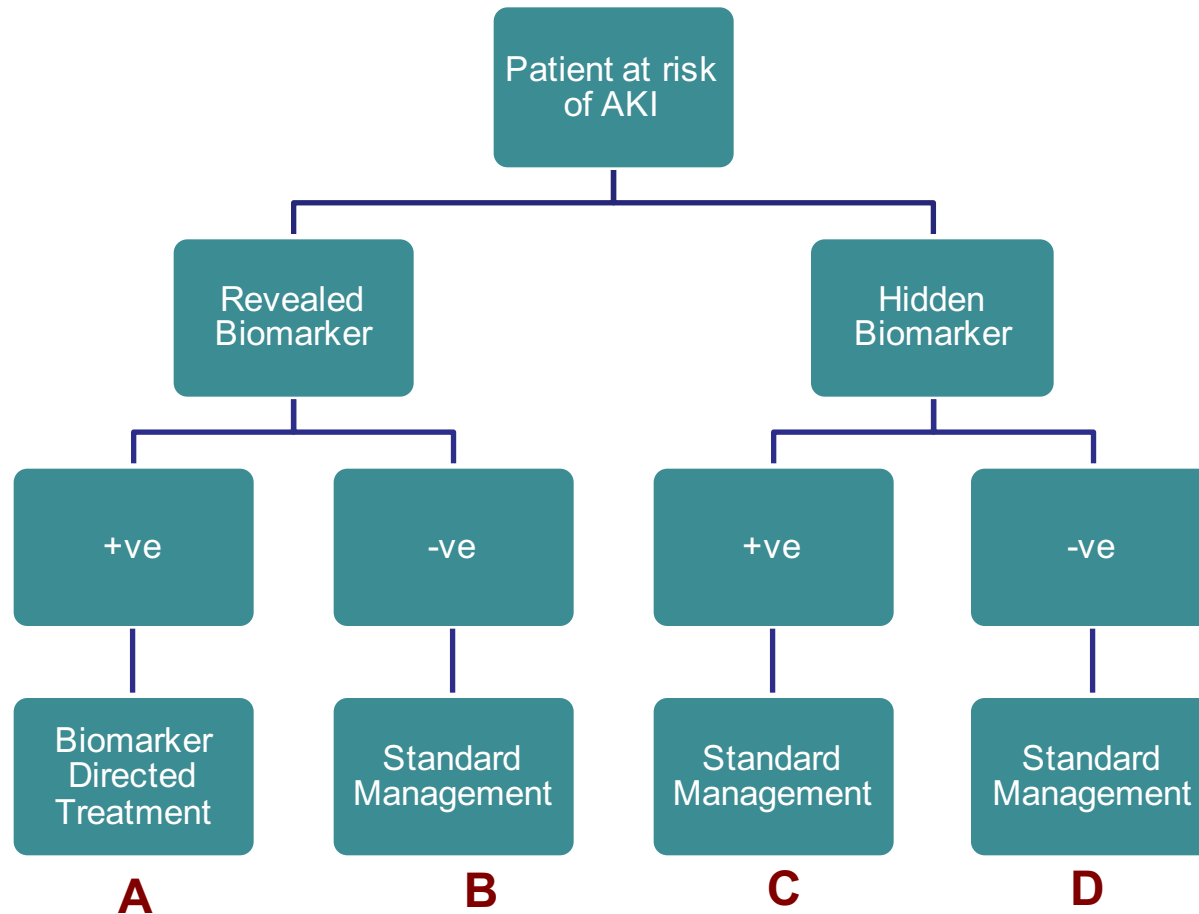 Patient at risk
of AKI
Revealed
Biomarker
Hidden
Biomarker
+ve
-ve
+ve
-ve
Biomarker
Directed
Treatment
Standard
Management
Standard
Management
Standard
Management
A
B
C
D